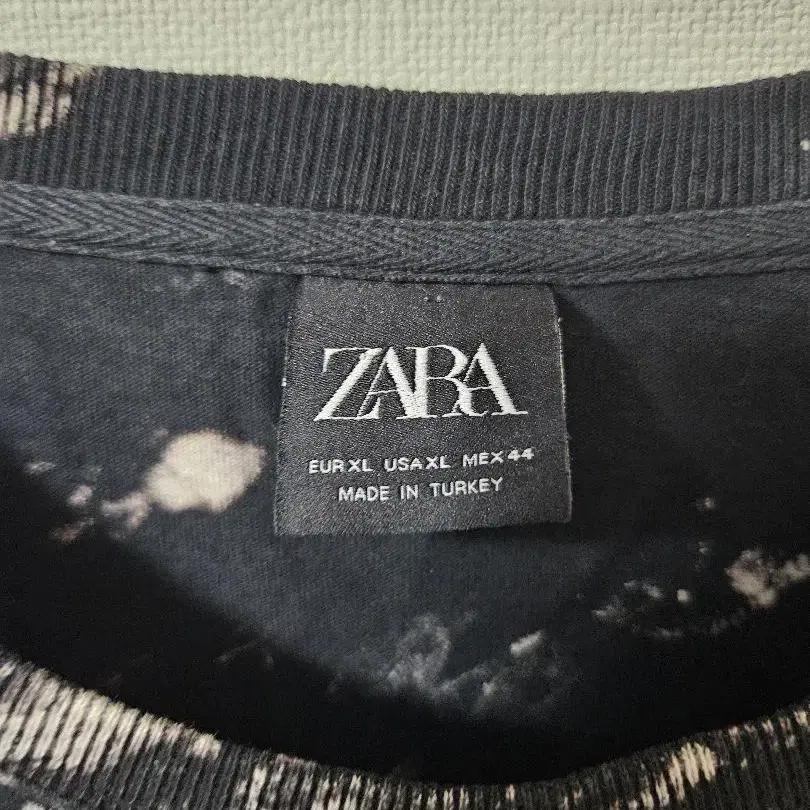 ZARA
EUR XL USA XL MEX 44
MADE IN TURKEY